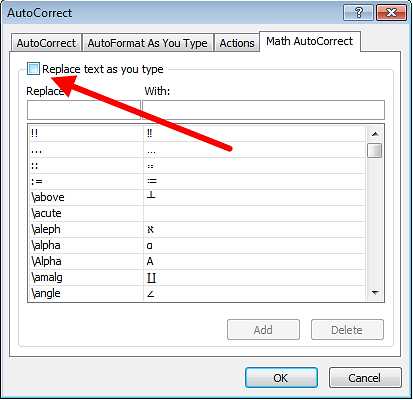 AutoCorrect
AutoCorrect AutoFormat As You Type Actions Math AutoCorrect
Replace text as you type
Replace With:
!! ‼
... …
:: ∷
:= ≔
\above ┴
\acute
\aleph ℵ
\alpha α
\Alpha Α
\amalg ∐
\angle ∠
Add Delete
OK Cancel